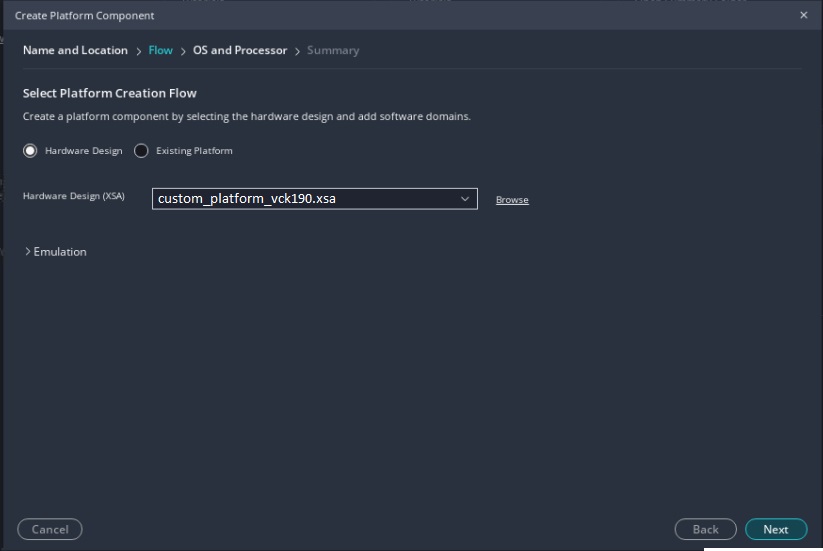 Create Platform Component
Name and Location > Flow > OS and Processor > Summary
Select Platform Creation Flow
Create a platform component by selecting the hardware design and add software domains.
Hardware Design Existing Platform
Hardware Design (XSA) custom_platform_vck190.xsa Browse
> Emulation
Cancel Back Next